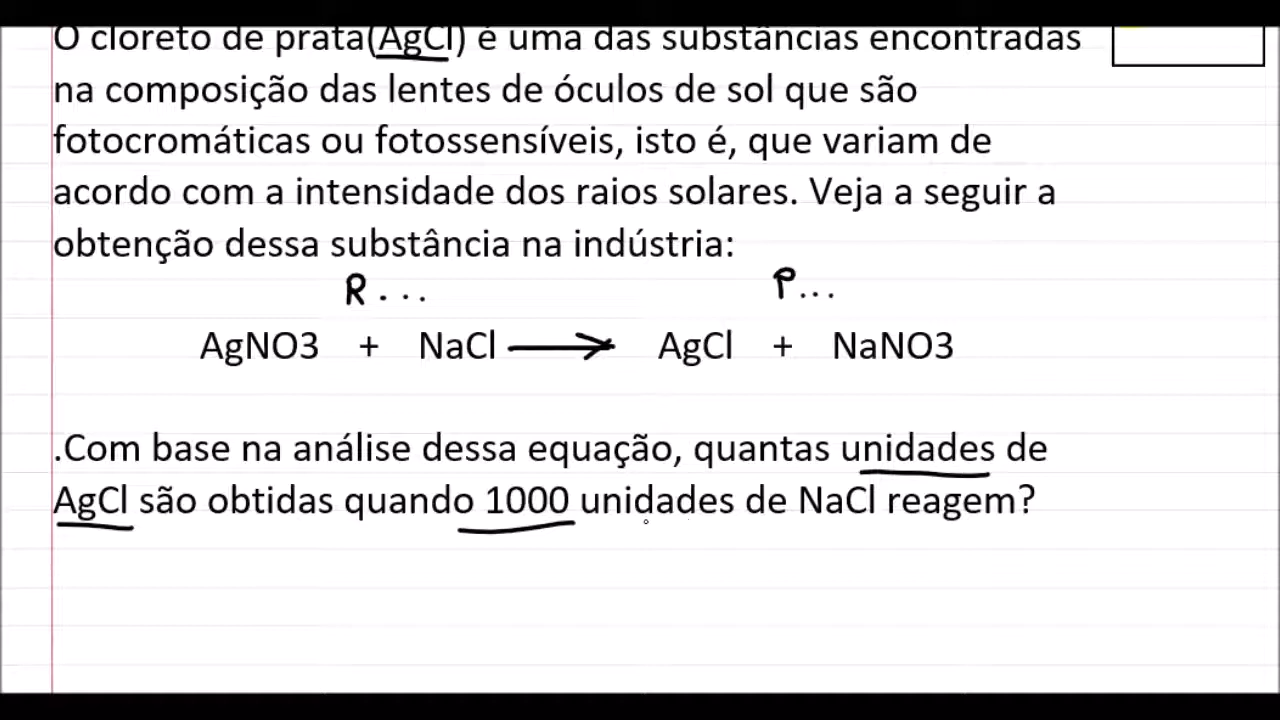 O cloreto de prata(AgCl) é uma das substâncias encontradas
na composição das lentes de óculos de sol que são
fotocromáticas ou fotossensíveis, isto é, que variam de
acordo com a intensidade dos raios solares. Veja a seguir a
obtenção dessa substância na indústria:
R... P...
AgNO3 + NaCl → AgCl + NaNO3
.Com base na análise dessa equação, quantas unidades de
AgCl são obtidas quando 1000 unidades de NaCl reagem?